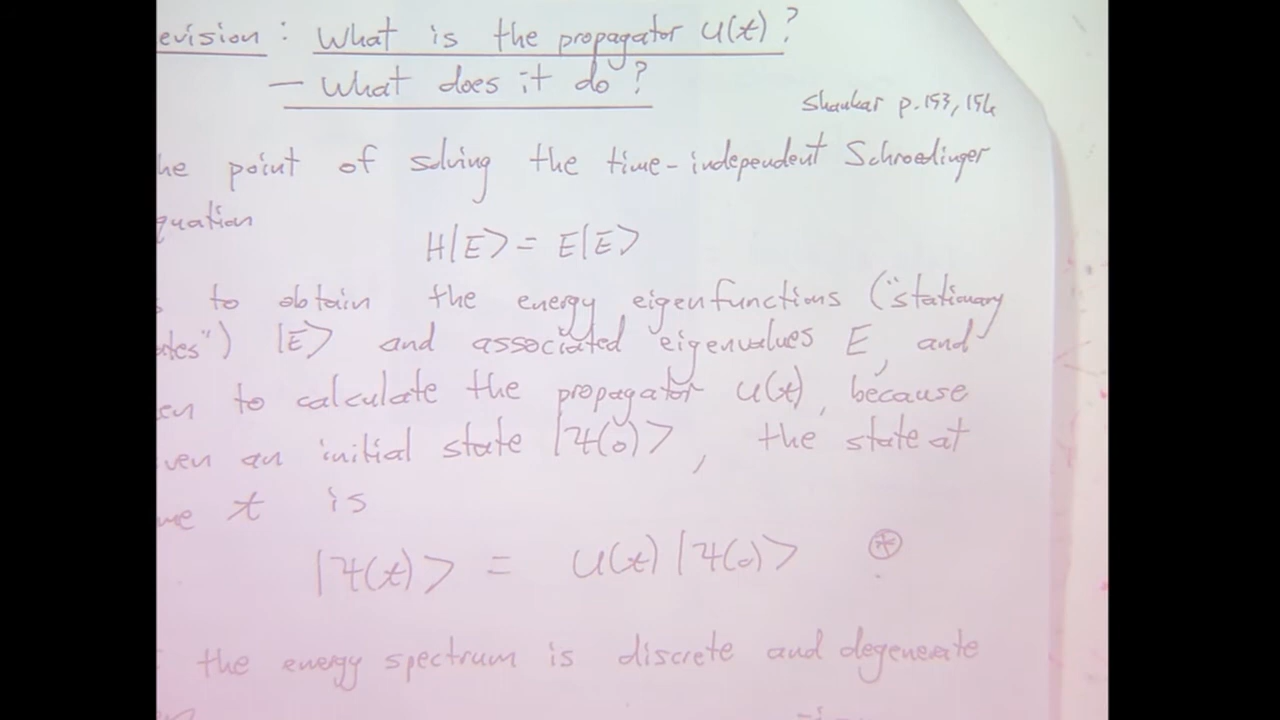 evision : What is the propagator U(t) ?
— What does it do ?
Shankar p. 153, 154
he point of solving the time-independent Schroedinger
quation
H|E> = E|E>
s to obtain the energy eigenfunctions ("stationary
ates") |E> and associated eigenvalues E, and
en to calculate the propagator U(t), because
ven an initial state |Ψ(0)>, the state at
me t is
|Ψ(t)> = U(t) |Ψ(0)> ⊛
the energy spectrum is discrete and degenerate